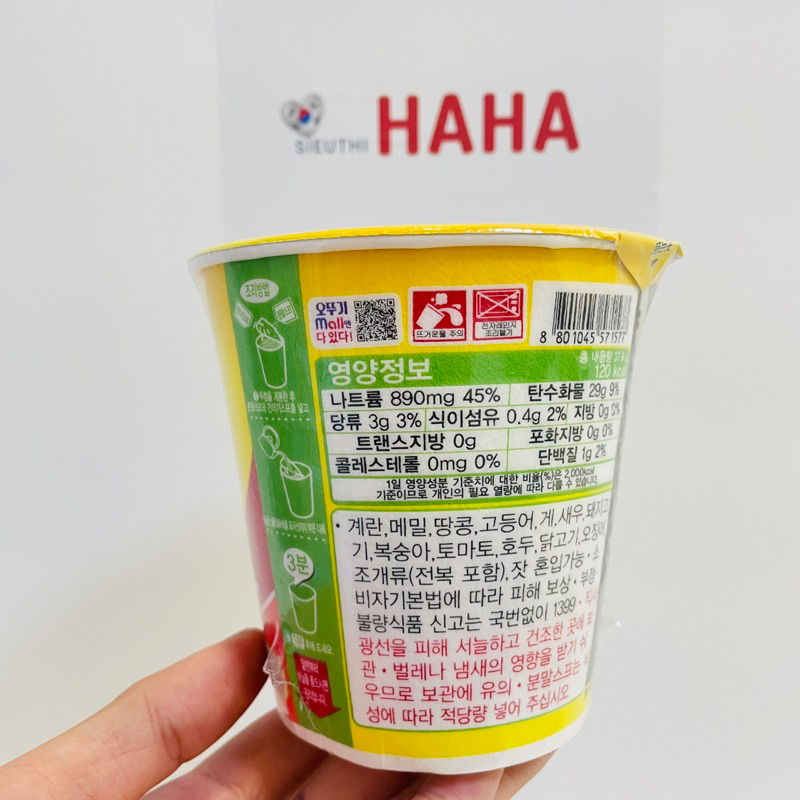 SIEUTHI HAHA
조리방법
오뚜기
Mall에
다 있다!
뜨거운물 주의
전자레인지
조리불가
8 801045 571577
영양정보
총 내용량
120 kcal
나트륨 890mg 45% 탄수화물 29g 9%
당류 3g 3% 식이섬유 0.4g 2% 지방 0g 0%
트랜스지방 0g 포화지방 0g 0%
콜레스테롤 0mg 0% 단백질 1g 2%
1일 영양성분 기준치에 대한 비율(%)은 2,000kcal
기준이므로 개인의 필요 열량에 따라 다를 수 있습니다.
• 계란,메밀,땅콩,고등어,게,새우,돼지고
기,복숭아,토마토,호두,닭고기,오징어
조개류(전복 포함),잣 혼입가능 • 소
비자기본법에 따라 피해 보상 • 부정
불량식품 신고는 국번없이 1399 • 직사
광선을 피해 서늘하고 건조한 곳에 보
관 • 벌레나 냄새의 영향을 받기 쉬
우므로 보관에 유의 • 분말스프는
성에 따라 적당량 넣어 주십시오
3분